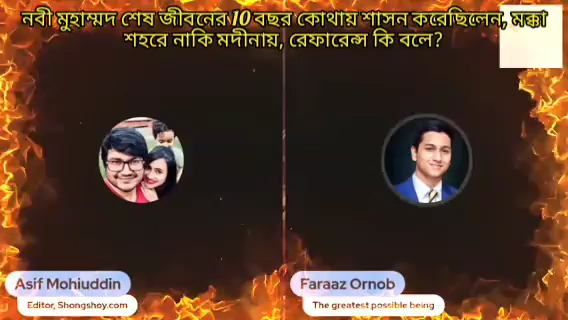 নবী মুহাম্মদ শেষ জীবনের 10 বছর কোথায় শাসন করেছিলেন, মক্কা
শহরে নাকি মদীনায়, রেফারেন্স কি বলে?
Asif Mohiuddin
Editor, Shongshoy.com
Faraaz Ornob
The greatest possible being